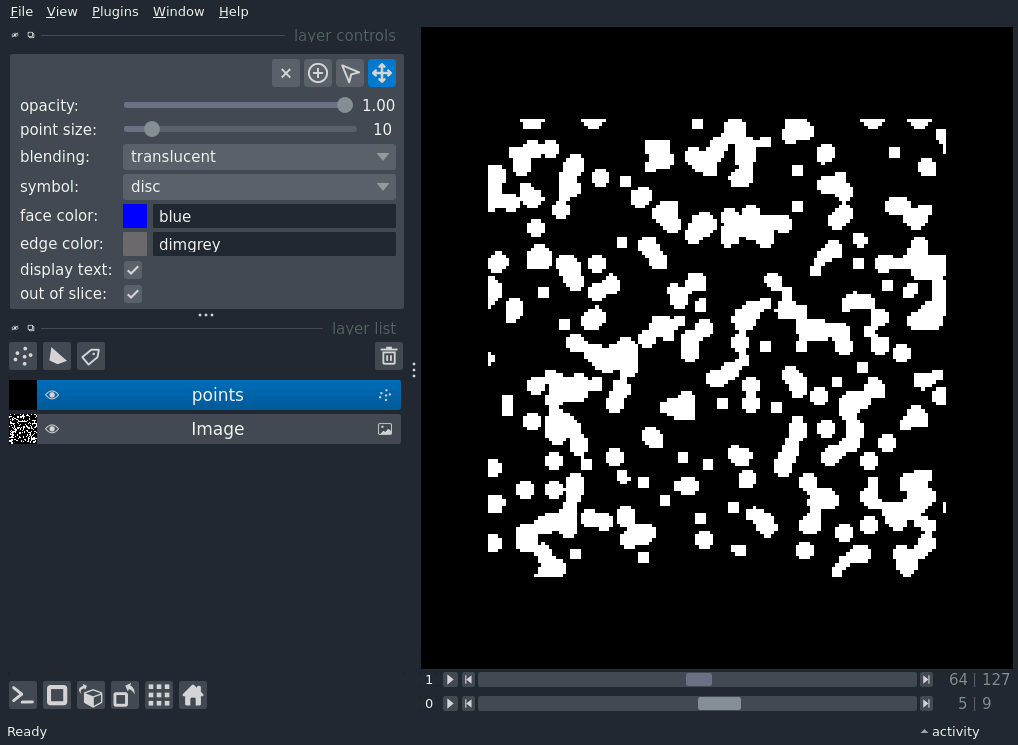 File View Plugins Window Help
layer controls
opacity: 1.00
point size: 10
blending: translucent
symbol: disc
face color: blue
edge color: dimgrey
display text:
out of slice:
layer list
points
Image
1 64 | 127
0 5 | 9
Ready activity